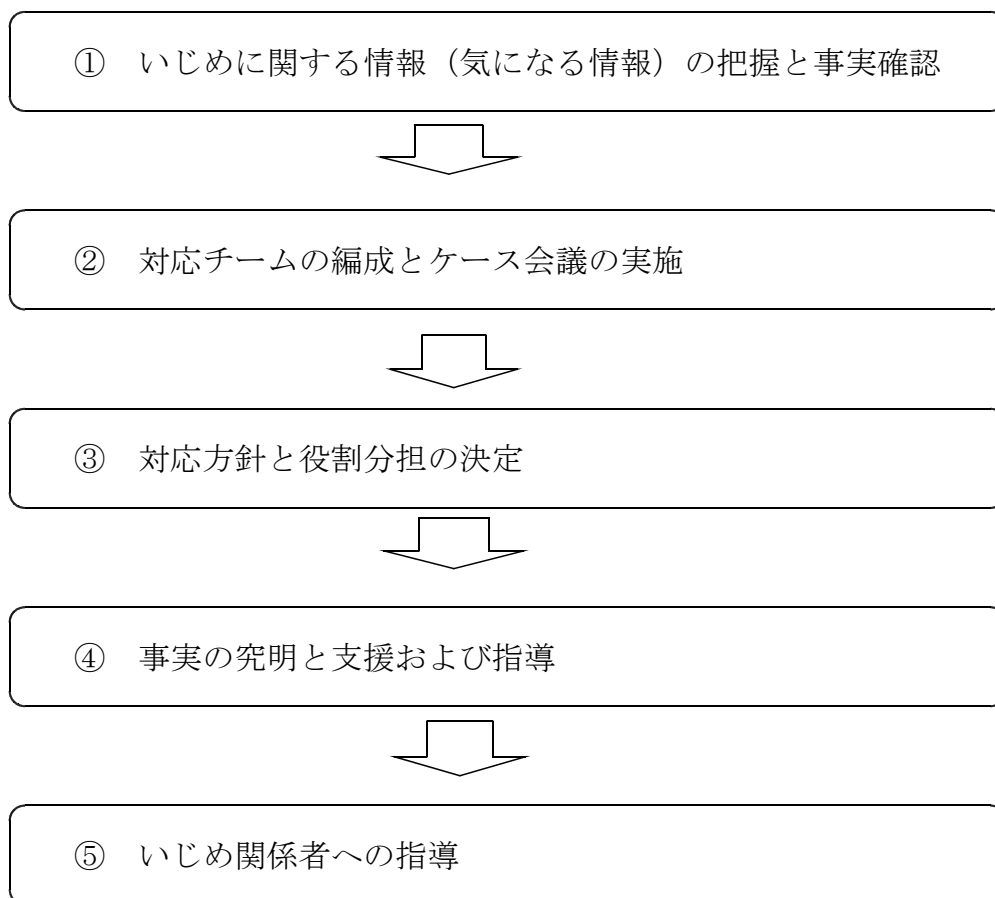 ① いじめに関する情報(気になる情報)の把握と事実確認
② 対応チームの編成とケース会議の実施
③ 対応方針と役割分担の決定
④ 事実の究明と支援および指導
⑤ いじめ関係者への指導